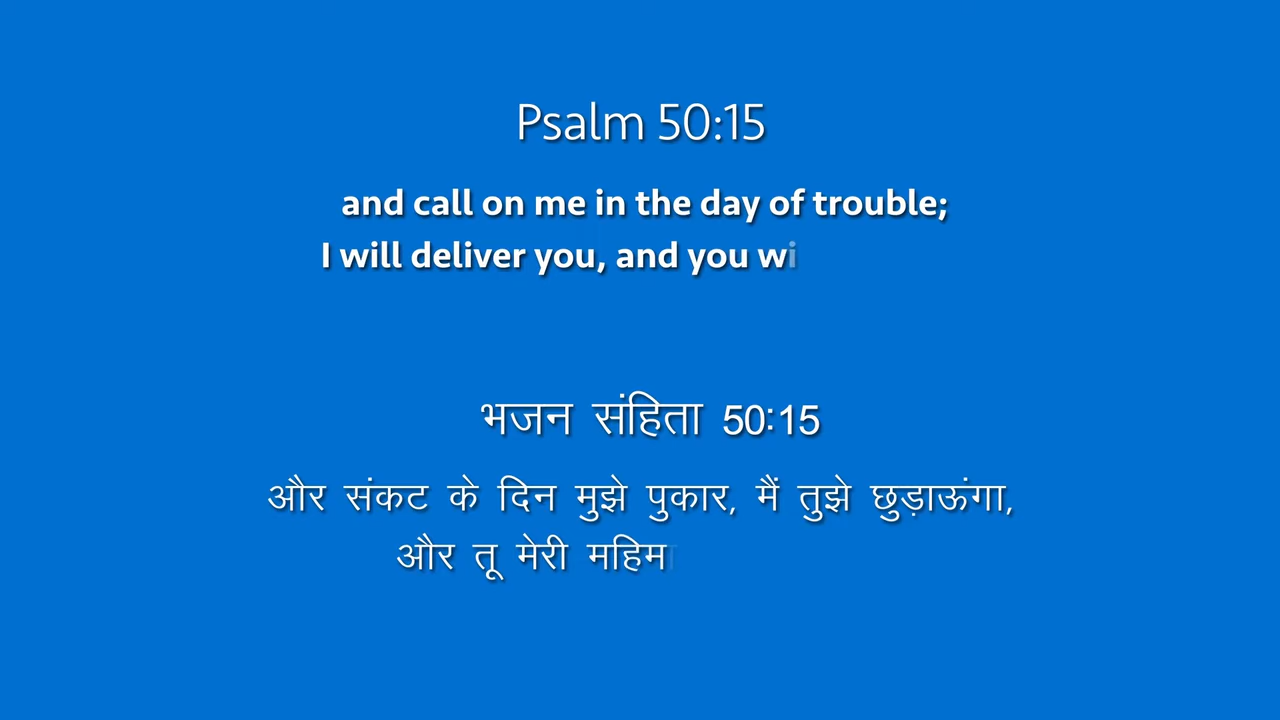 Psalm 50:15
and call on me in the day of trouble;
I will deliver you, and you wi
भजन संहिता 50:15
और संकट के दिन मुझे पुकार, मैं तुझे छुड़ाऊंगा,
और तू मेरी महिमा